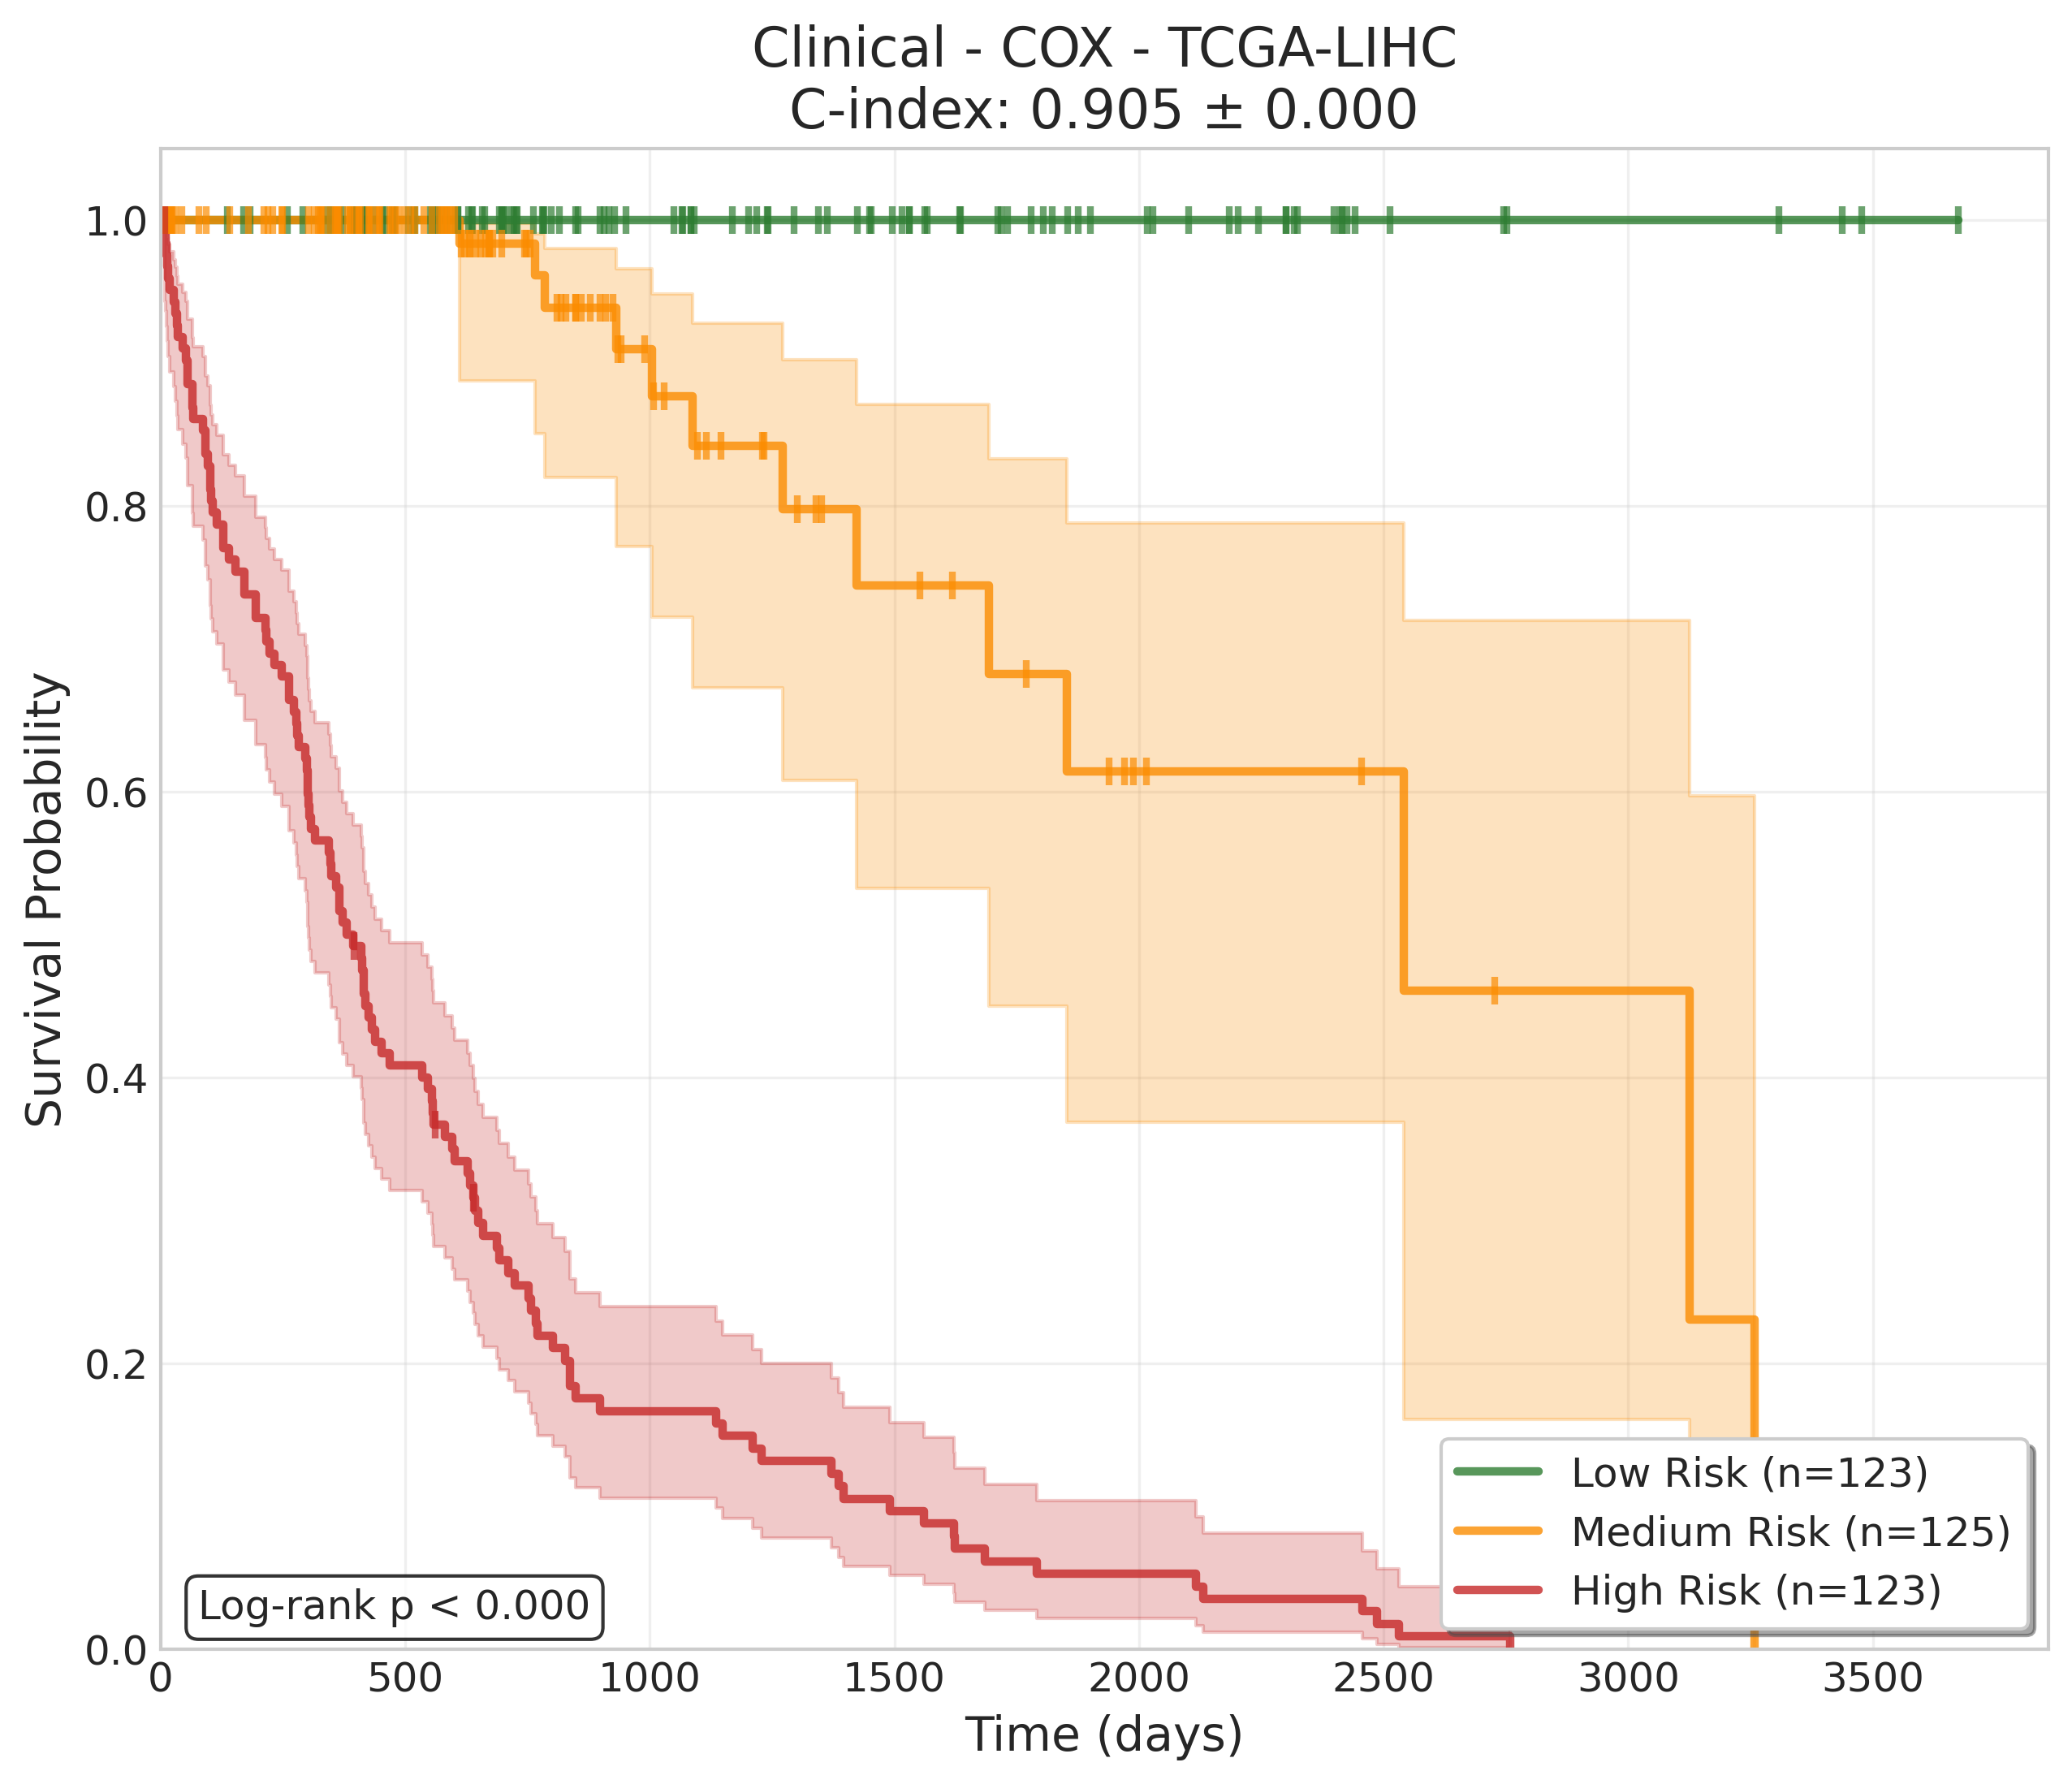 Clinical - COX - TCGA-LIHC
C-index: 0.905 ± 0.000
Survival Probability
1.0
0.8
0.6
0.4
0.2
0.0
Log-rank p < 0.000
Low Risk (n=123)
Medium Risk (n=125)
High Risk (n=123)
0 500 1000 1500 2000 2500 3000 3500
Time (days)